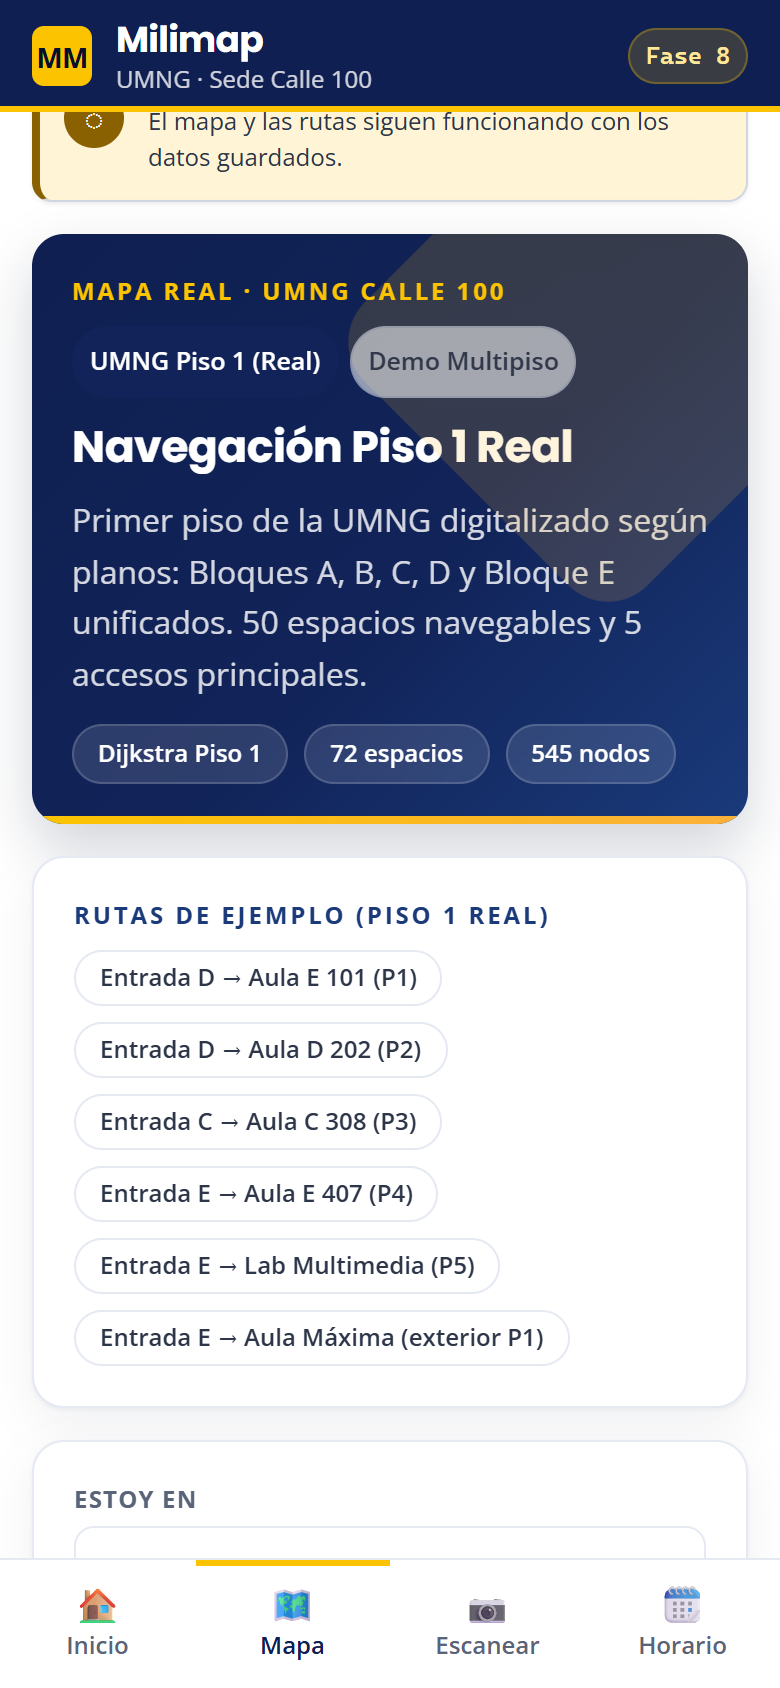 MM
Milimap
UMNG · Sede Calle 100
Fase 8
El mapa y las rutas siguen funcionando con los
datos guardados.
MAPA REAL · UMNG CALLE 100
UMNG Piso 1 (Real)
Demo Multipiso
Navegación Piso 1 Real
Primer piso de la UMNG digitalizado según
planos: Bloques A, B, C, D y Bloque E
unificados. 50 espacios navegables y 5
accesos principales.
Dijkstra Piso 1
72 espacios
545 nodos
RUTAS DE EJEMPLO (PISO 1 REAL)
Entrada D → Aula E 101 (P1)
Entrada D → Aula D 202 (P2)
Entrada C → Aula C 308 (P3)
Entrada E → Aula E 407 (P4)
Entrada E → Lab Multimedia (P5)
Entrada E → Aula Máxima (exterior P1)
ESTOY EN
Inicio
Mapa
Escanear
Horario